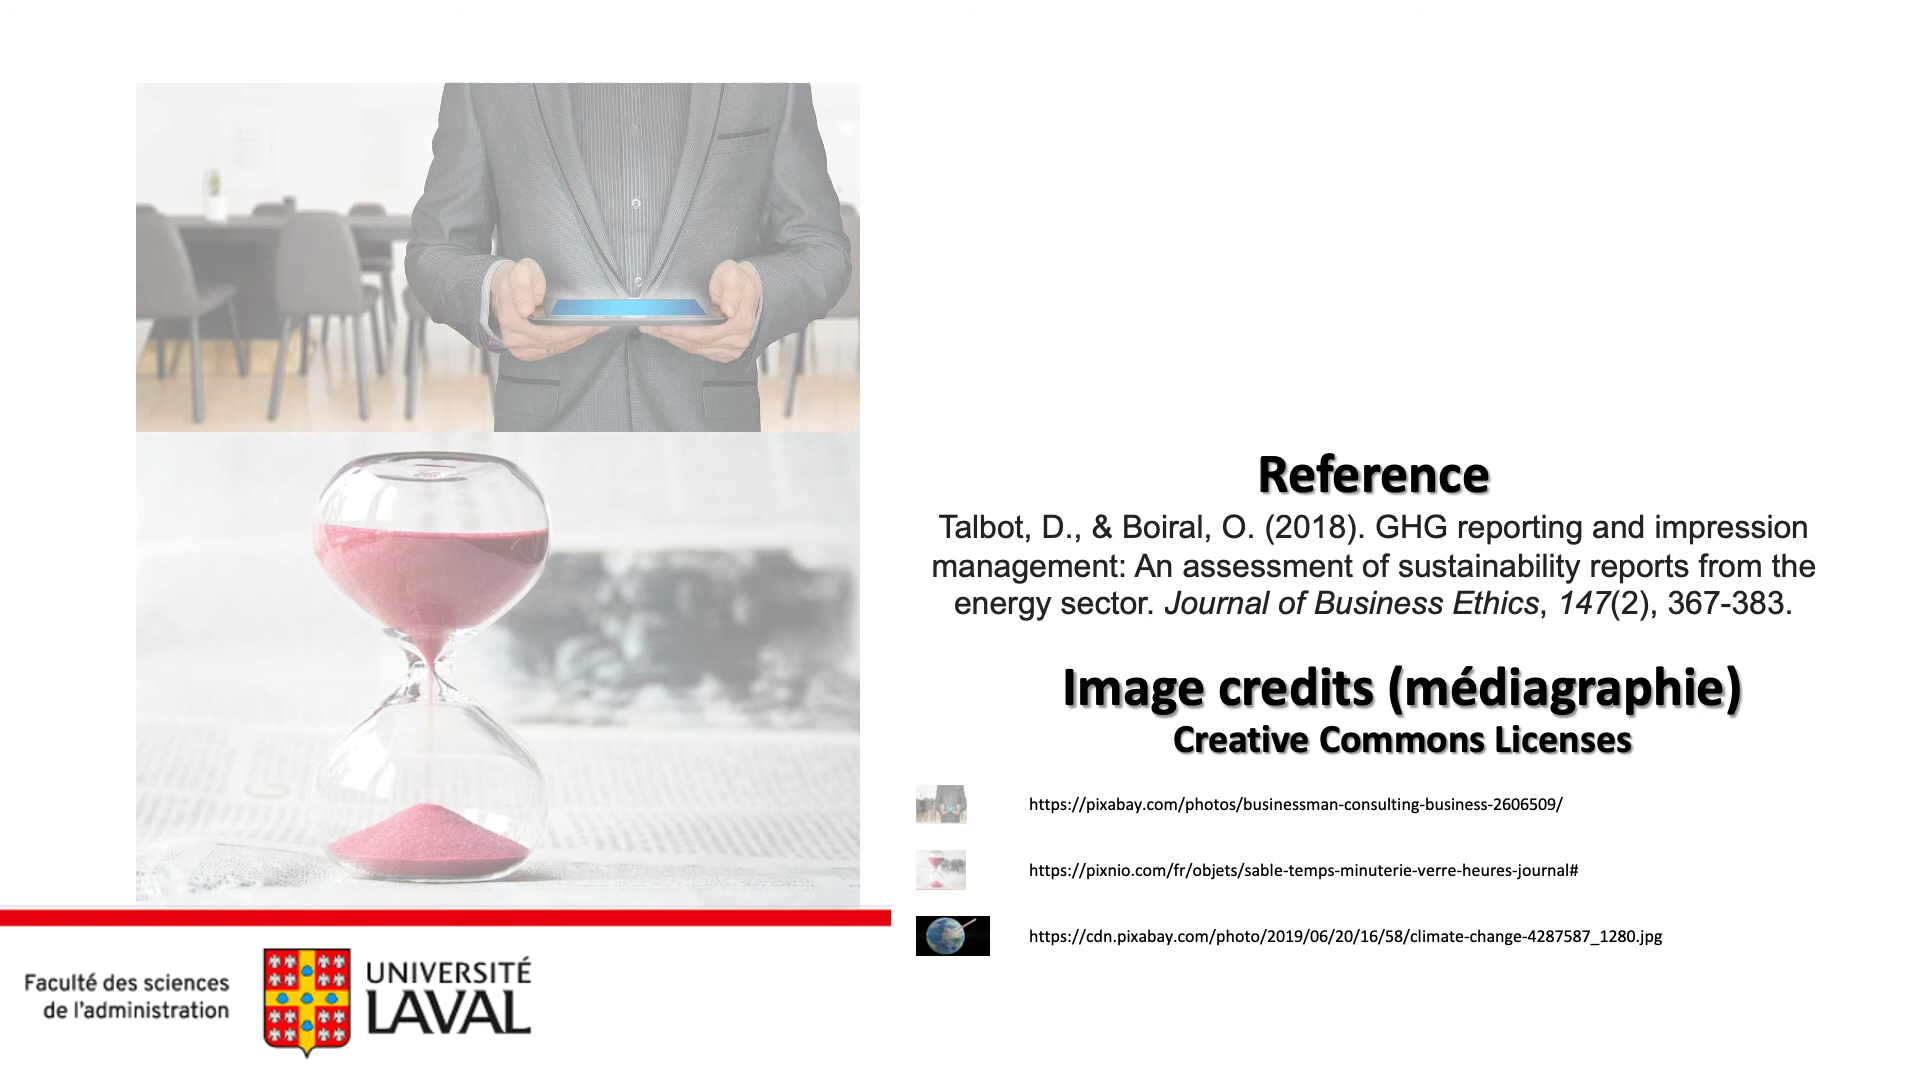 Reference
Talbot, D., & Boiral, O. (2018). GHG reporting and impression
management: An assessment of sustainability reports from the
energy sector. Journal of Business Ethics, 147(2), 367-383.
Image credits (médiagraphie)
Creative Commons Licenses
https://pixabay.com/photos/businessman-consulting-business-2606509/
https://pixnio.com/fr/objets/sable-temps-minuterie-verre-heures-journal#
https://cdn.pixabay.com/photo/2019/06/20/16/58/climate-change-4287587_1280.jpg
Faculté des sciences
de l'administration
UNIVERSITÉ
LAVAL